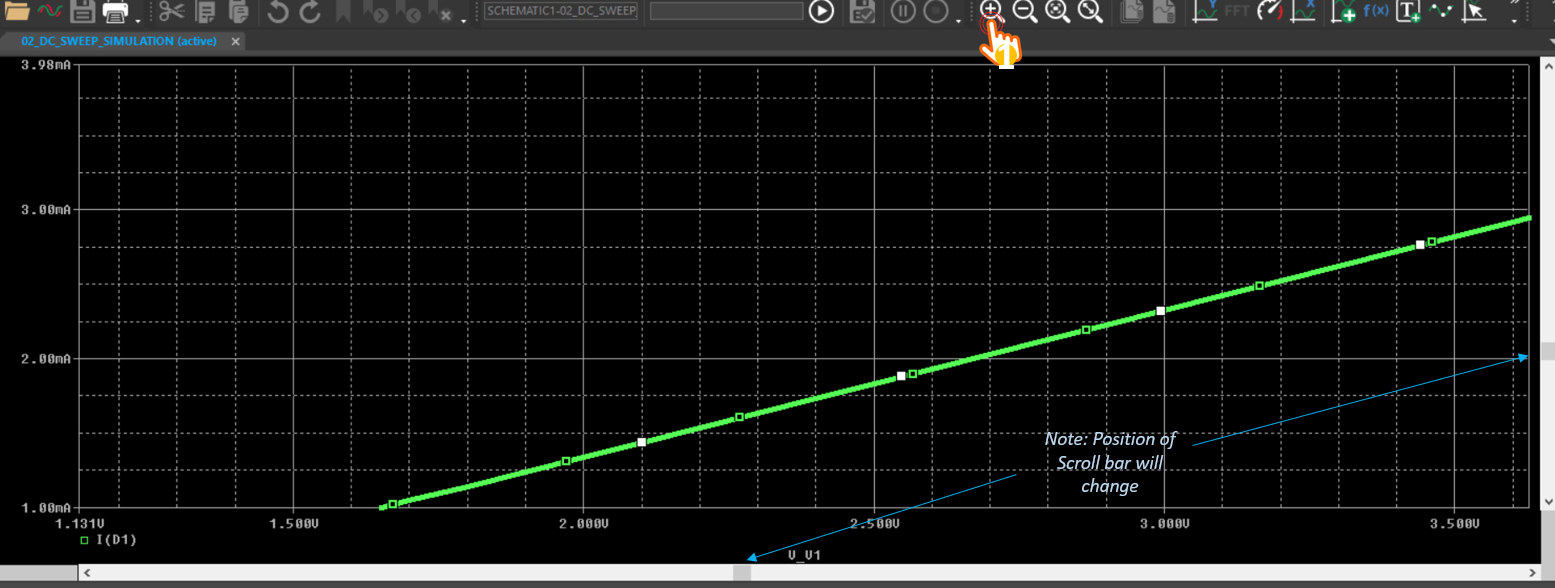 SCHEMATIC1-02_DC_SWEEP
FFT
f(x)
T
02_DC_SWEEP_SIMULATION (active)
3.98mA
3.00mA
2.00mA
1.00mA
1.131V
1.500V
2.000V
2.500V
3.000V
3.500V
I(D1)
V_V1
Note: Position of
Scroll bar will
change